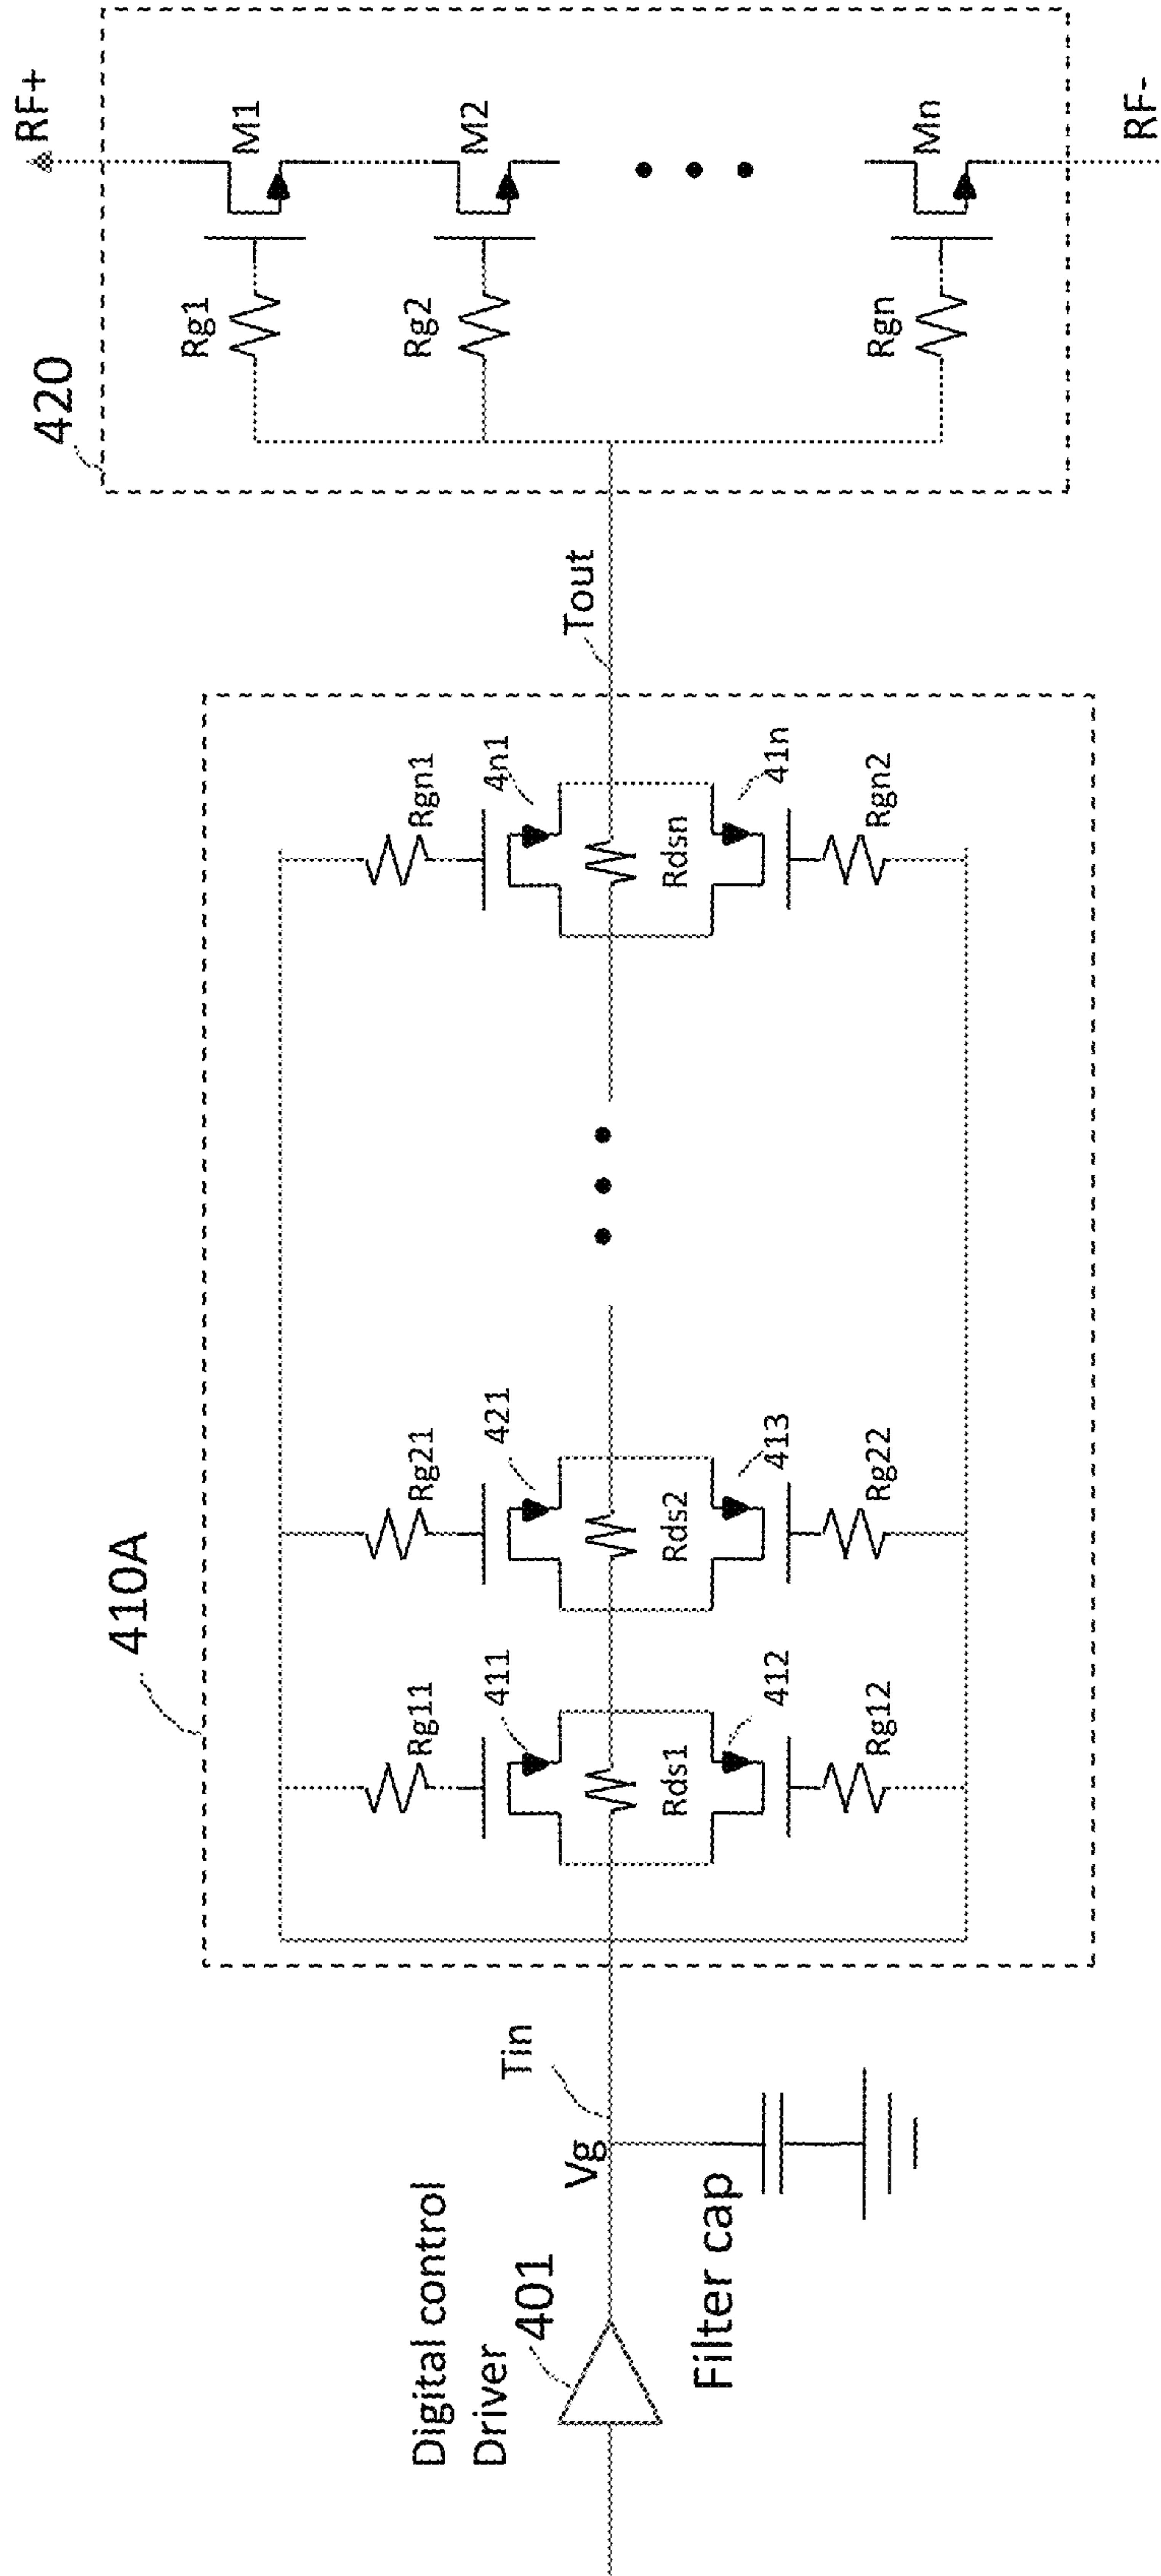 Digital control
Driver
401
Vg
Tin
Filter cap
410A
Rg11
411
Rds1
412
Rg12
Rg21
421
Rds2
413
Rg22
Rgn1
4n1
Rdsn
41n
Rgn2
Tout
420
Rg1
M1
Rg2
M2
Rgn
Mn
RF+
RF-